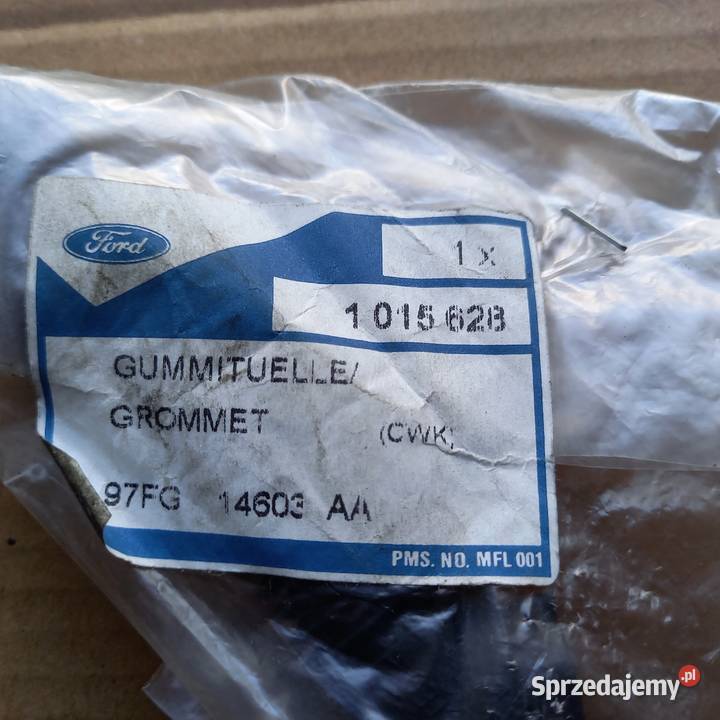 Ford
1 x
1 015 628
GUMMITUELLE/
GROMMET (CWK)
97FG 14603 AA
PMS. NO. MFL 001
Sprzedajemy.pl